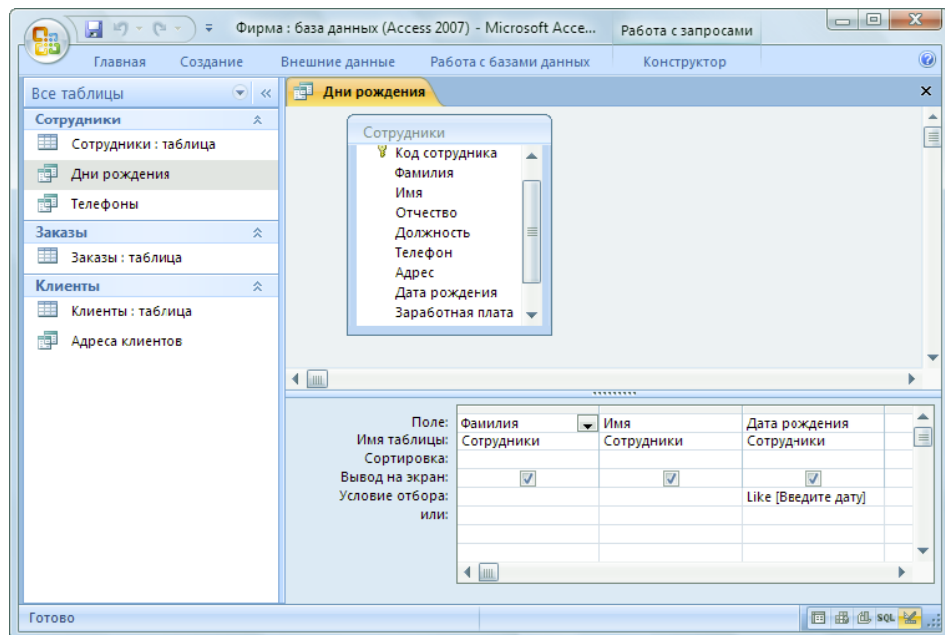 Фирма : база данных (Access 2007) - Microsoft Acce...
Работа с запросами
Главная Создание Внешние данные Работа с базами данных Конструктор
Все таблицы
Дни рождения
Сотрудники
Сотрудники : таблица
Дни рождения
Телефоны
Заказы
Заказы : таблица
Клиенты
Клиенты : таблица
Адреса клиентов
Сотрудники
Код сотрудника
Фамилия
Имя
Отчество
Должность
Телефон
Адрес
Дата рождения
Заработная плата
Поле: Фамилия Имя Дата рождения
Имя таблицы: Сотрудники Сотрудники Сотрудники
Сортировка:
Вывод на экран:
Условие отбора: Like [Введите дату]
или:
Готово
SQL